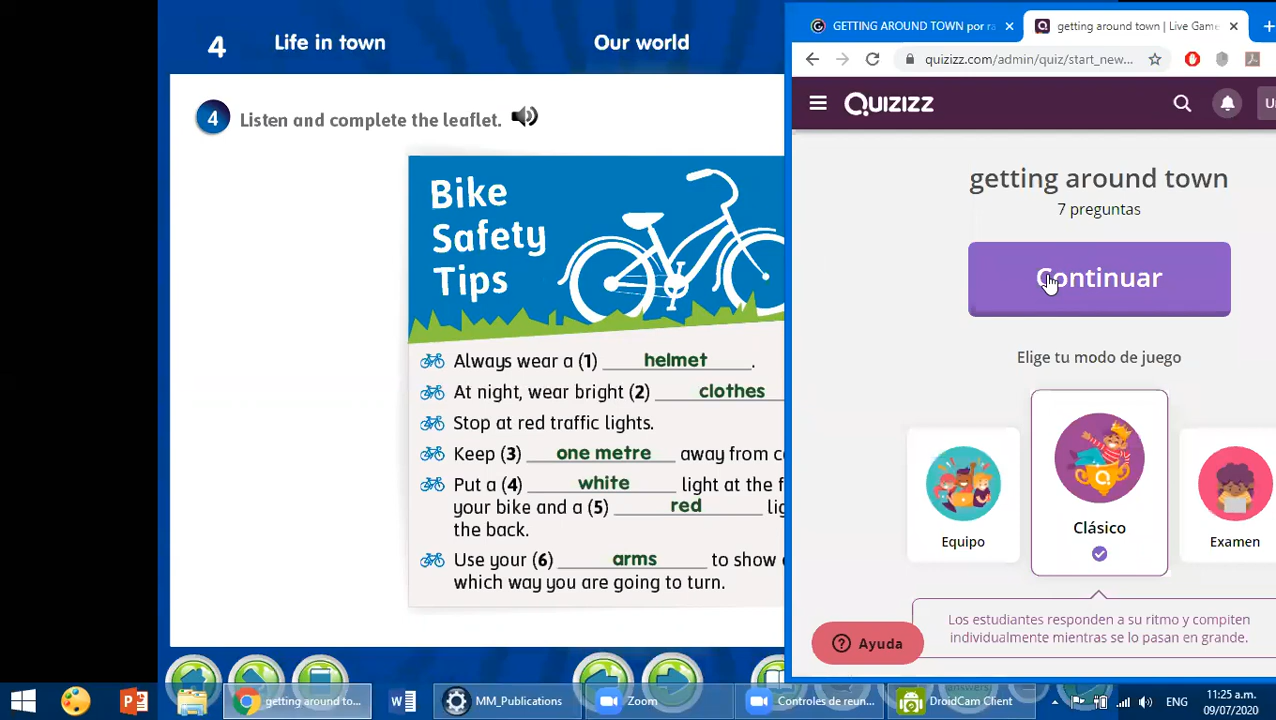 4 Life in town Our world
4 Listen and complete the leaflet.
Bike
Safety
Tips
Always wear a (1) helmet .
At night, wear bright (2) clothes
Stop at red traffic lights.
Keep (3) one metre away from
Put a (4) white light at the
your bike and a (5) red
the back.
Use your (6) arms to show
which way you are going to turn.
GETTING AROUND TOWN por
getting around town | Live Game
quizizz.com/admin/quiz/start_new...
QUIZIZZ
getting around town
7 preguntas
Continuar
Elige tu modo de juego
Equipo
Clásico
Examen
Los estudiantes responden a su ritmo y compiten
individualmente mientras se lo pasan en grande.
Ayuda
answers
getting around to...
MM_Publications
Zoom
Controles de reun...
DroidCam Client
ENG
11:25 a.m.
09/07/2020